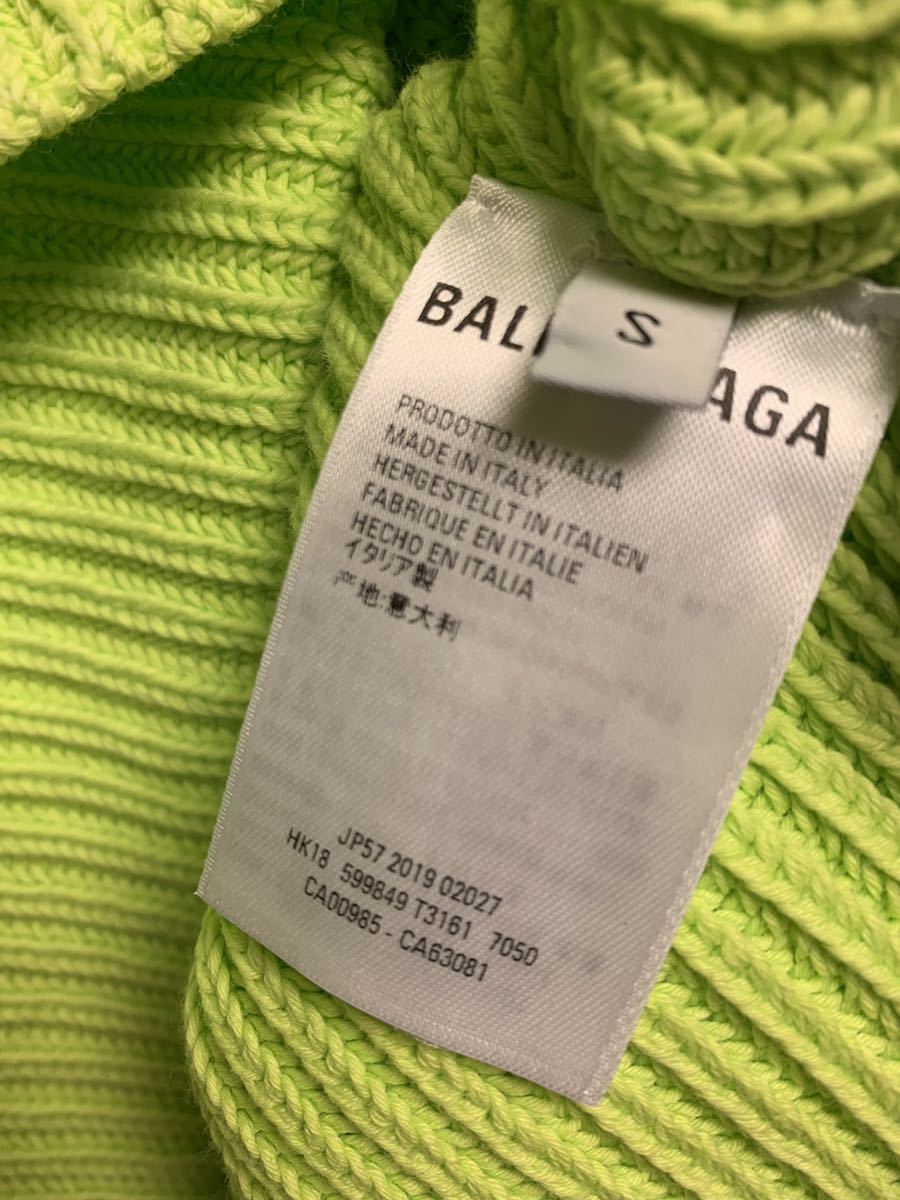 BAL AGA
S
PRODOTTO IN ITALIA
MADE IN ITALY
HERGESTELLT IN ITALIEN
FABRIQUE EN ITALIE
HECHO EN ITALIA
イタリア製
产地:意大利
JP57 2019 02027
HK18 599849 T3161 7050
CA00985 - CA63081